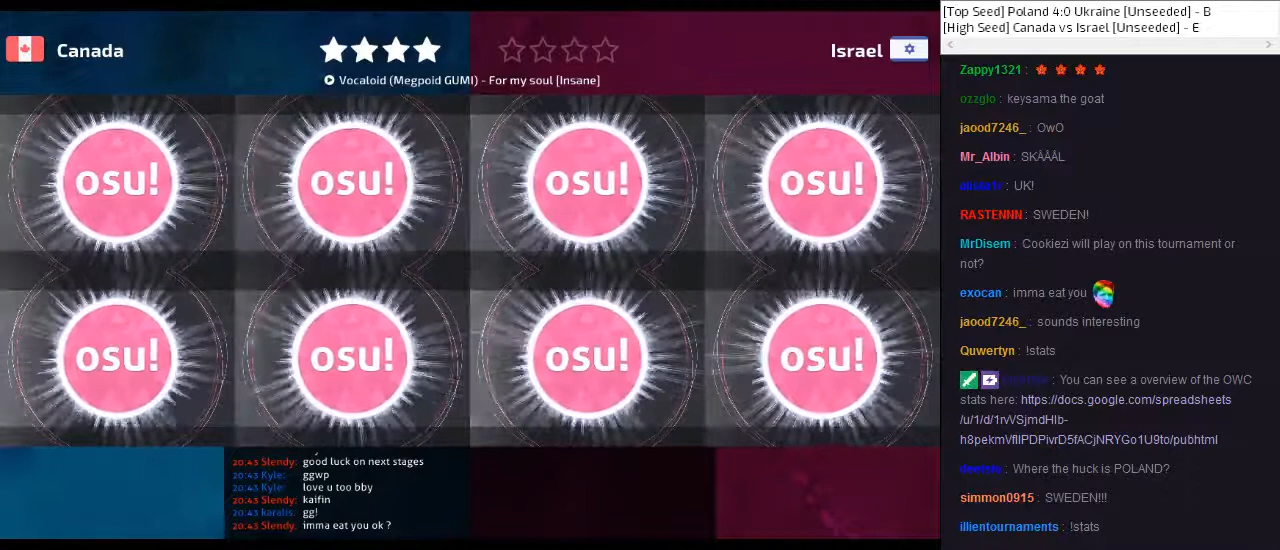 Canada
Israel
Vocaloid (Megpoid GUMI) - For my soul [Insane]
osu! osu! osu! osu!
osu! osu! osu! osu!
20:43 Slendy: good luck on next stages
20:43 Kyle: ggwp
20:43 Kyle: love u too bby
20:43 Slendy: kaifin
20:43 karalis: gg!
20:43 Slendy: imma eat you ok ?
[Top Seed] Poland 4:0 Ukraine [Unseeded] - B
[High Seed] Canada vs Israel [Unseeded] - E
Zappy1321 :
ozzglo : keysama the goat
jaood7246_ : OwO
Mr_Albin : SKÅÅÅL
: UK!
RASTENNN : SWEDEN!
MrDisem : Cookiezi will play on this tournament or
not?
exocan : imma eat you
jaood7246_ : sounds interesting
Quwertyn : !stats
: You can see a overview of the OWC
stats here: https://docs.google.com/spreadsheets
: Where the huck is POLAND?
simmon0915 : SWEDEN!!!
illientournaments : !stats